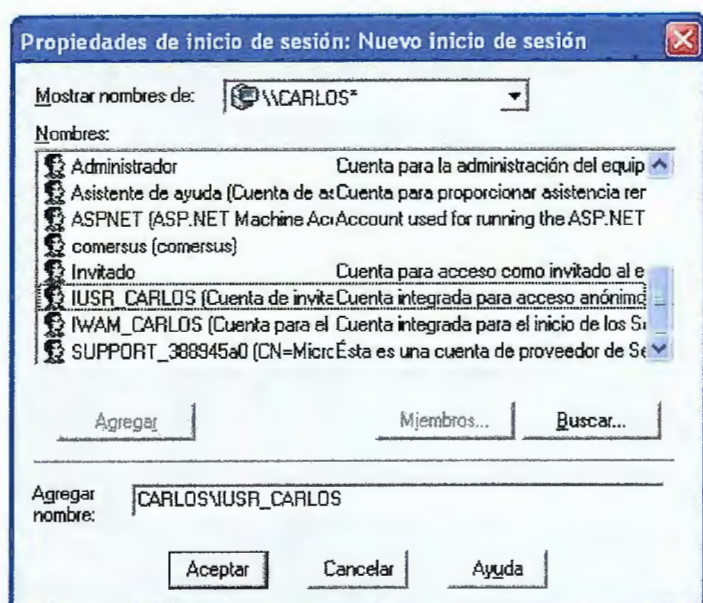 Propiedades de inicio de sesión: Nuevo inicio de sesión
Mostrar nombres de: \\CARLOS*
Nombres:
Administrador Cuenta para la administración del equip
Asistente de ayuda (Cuenta de as Cuenta para proporcionar asistencia rer
ASPNET (ASP.NET Machine Acc Account used for running the ASP.NET
comersus (comersus)
Invitado Cuenta para acceso como invitado al e
IUSR_CARLOS (Cuenta de invita Cuenta integrada para acceso anónimo
IWAM_CARLOS (Cuenta para el Cuenta integrada para el inicio de los Si
SUPPORT_388945a0 (CN=Micro Ésta es una cuenta de proveedor de Se
Agregar Miembros... Buscar...
Agregar nombre: CARLOS\IUSR_CARLOS
Aceptar Cancelar Ayuda